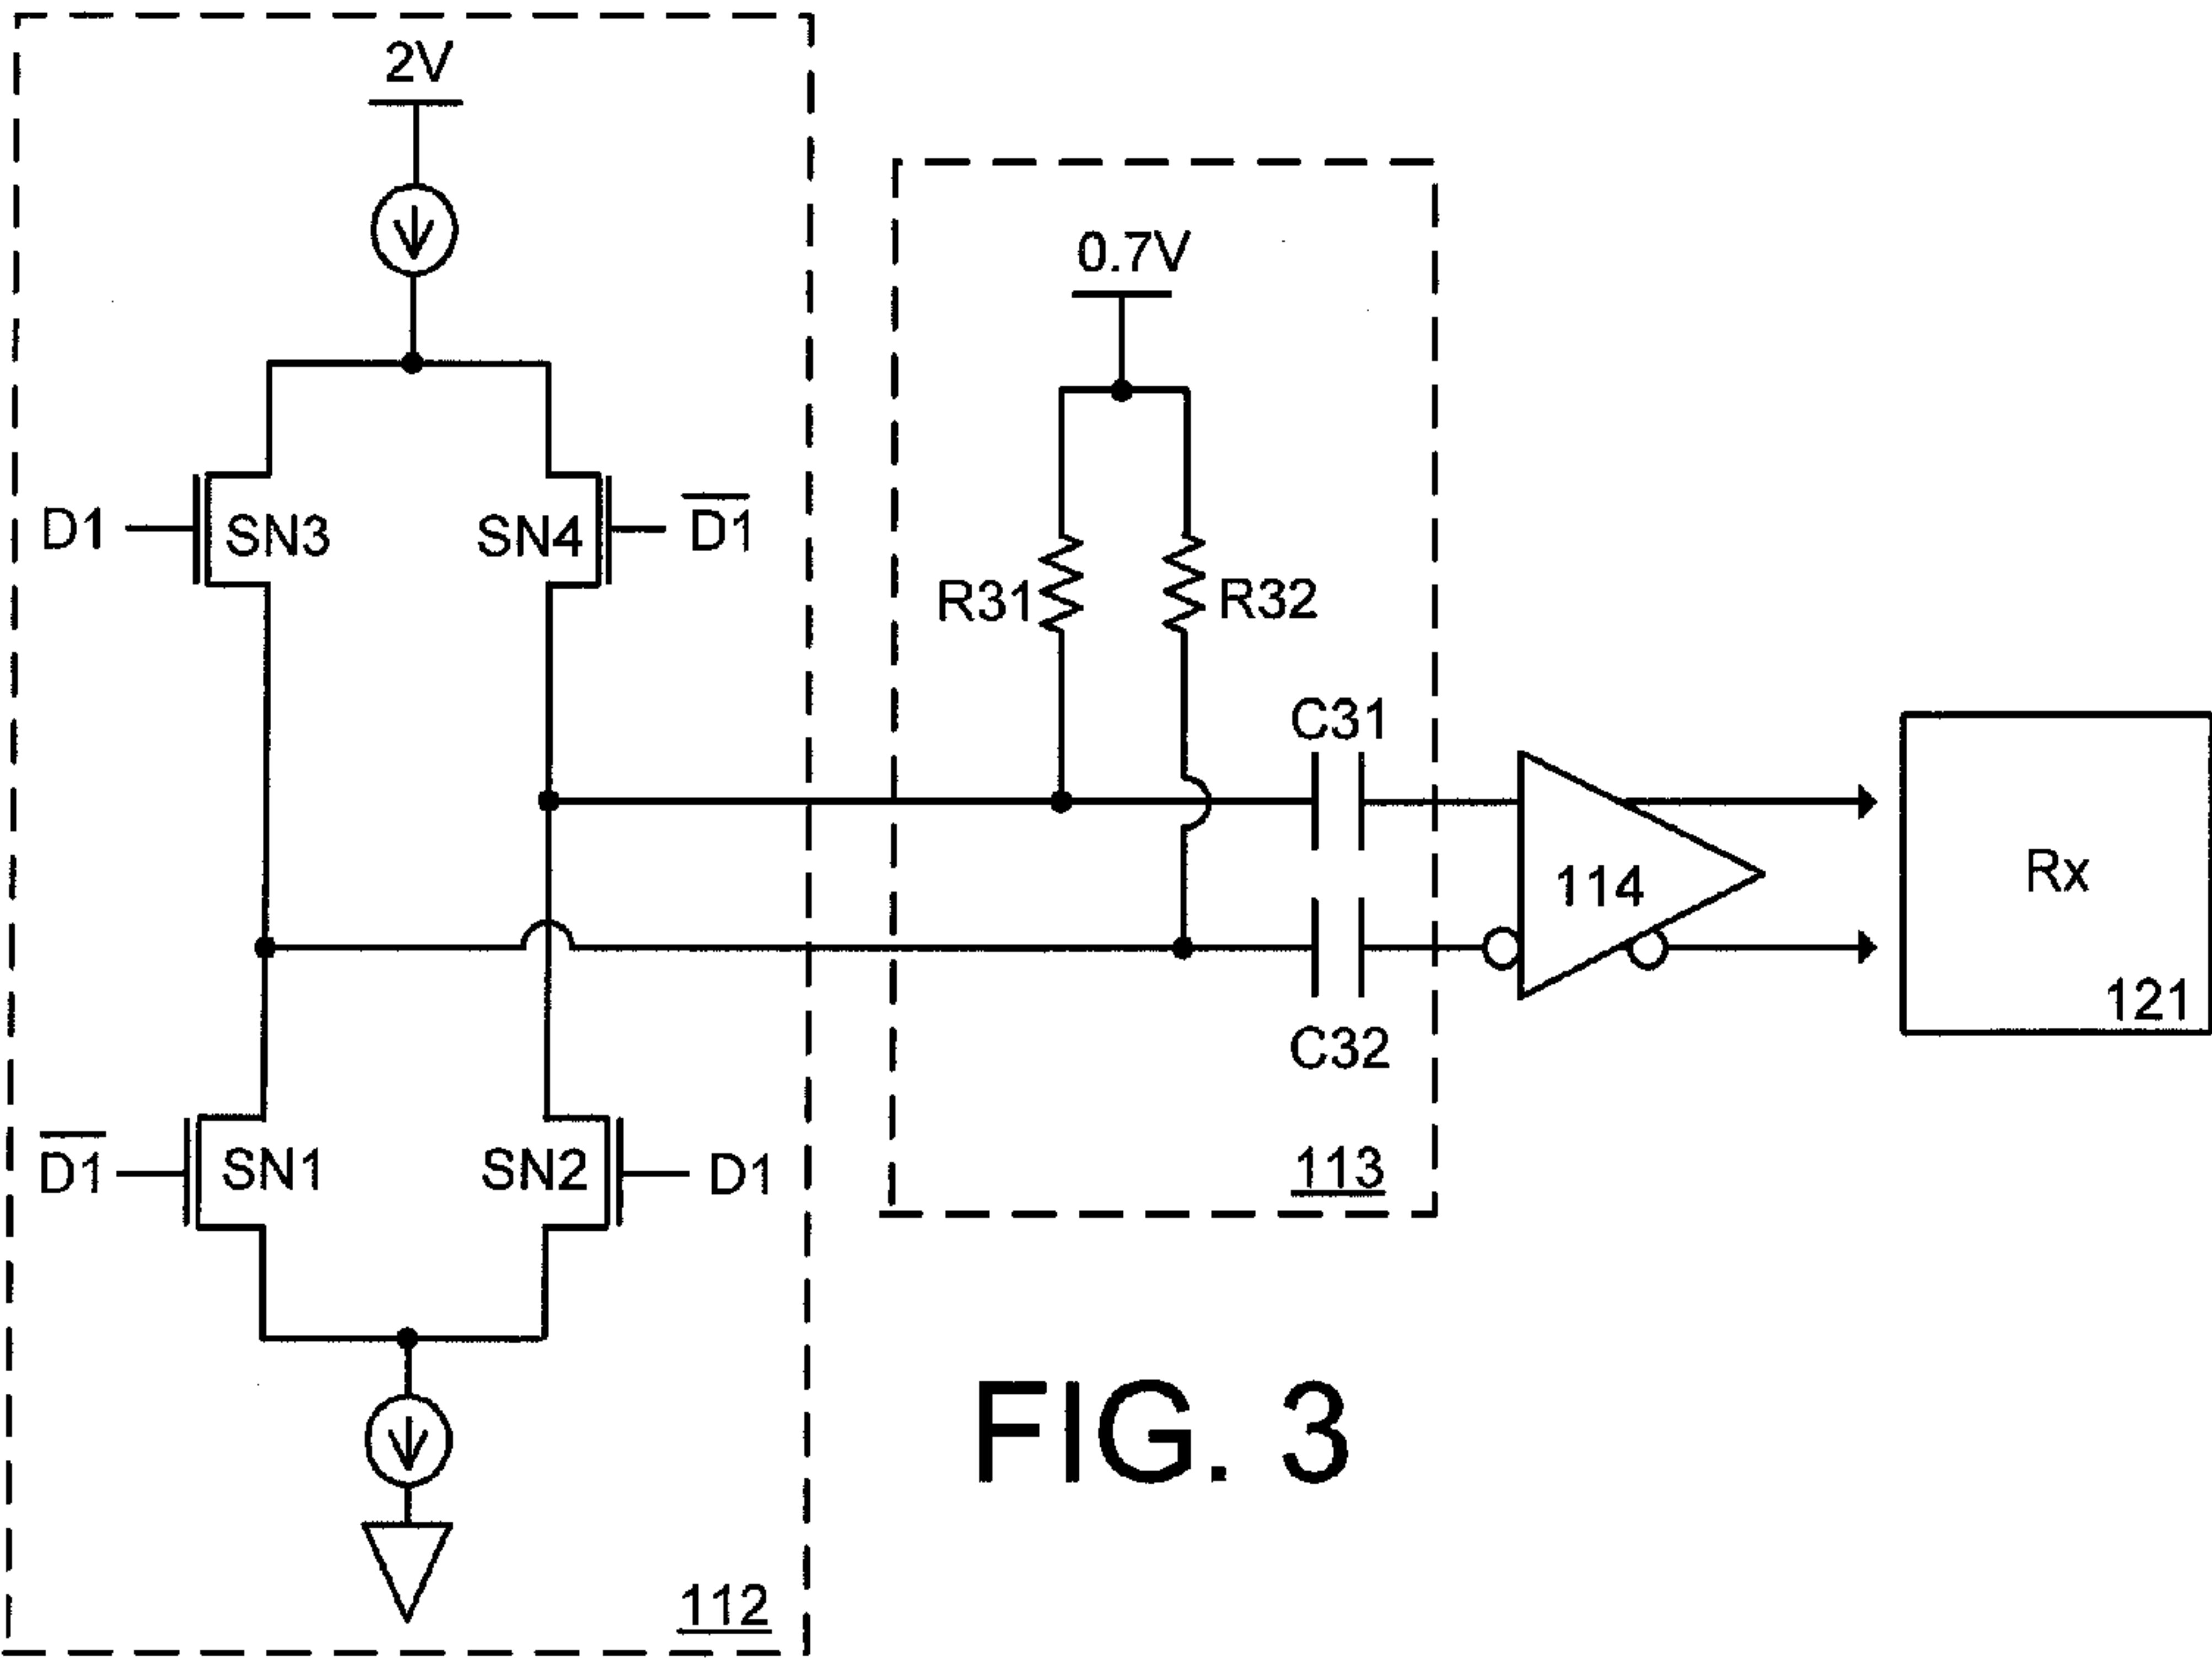 2V
0.7V
D1
SN3
SN4
D1
R31
R32
C31
114
Rx
121
C32
D1
SN1
SN2
D1
113
112
FIG. 3